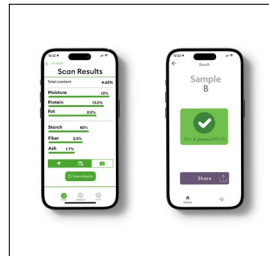 Scan Results
Total content 4.62%
Moisture 12%
Protein 13.0%
Fat 2.0%
Starch 65%
Fiber 2.5%
Ash 1.7%
Share Results
Result
Sample
B
Share